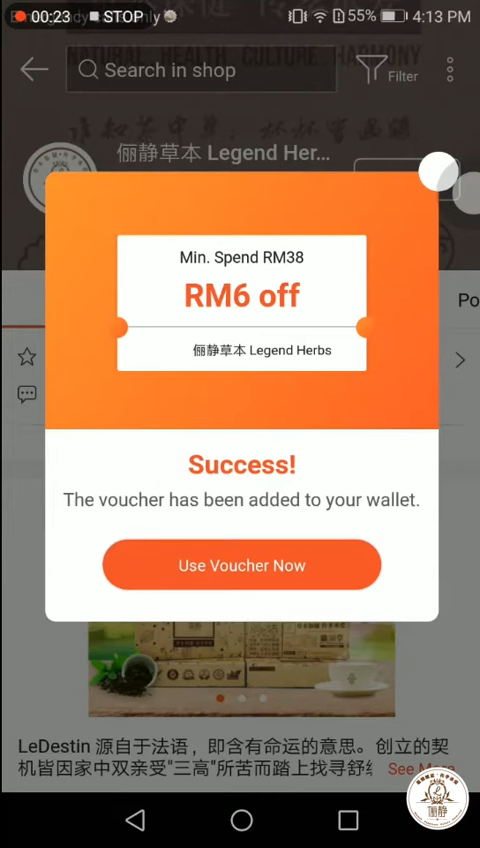 00:23 STOP 55% 4:13 PM
NATURAL, HEALTH, CULTURE, HARMONY
Search in shop Filter
俪静草本 Legend Her...
Min. Spend RM38
RM6 off
俪静草本 Legend Herbs
Po
Success!
The voucher has been added to your wallet.
Use Voucher Now
LeDestin 源自于法语，即含有命运的意思。创立的契
机皆因家中双亲受"三高"所苦而踏上找寻舒纟
See More
俪静